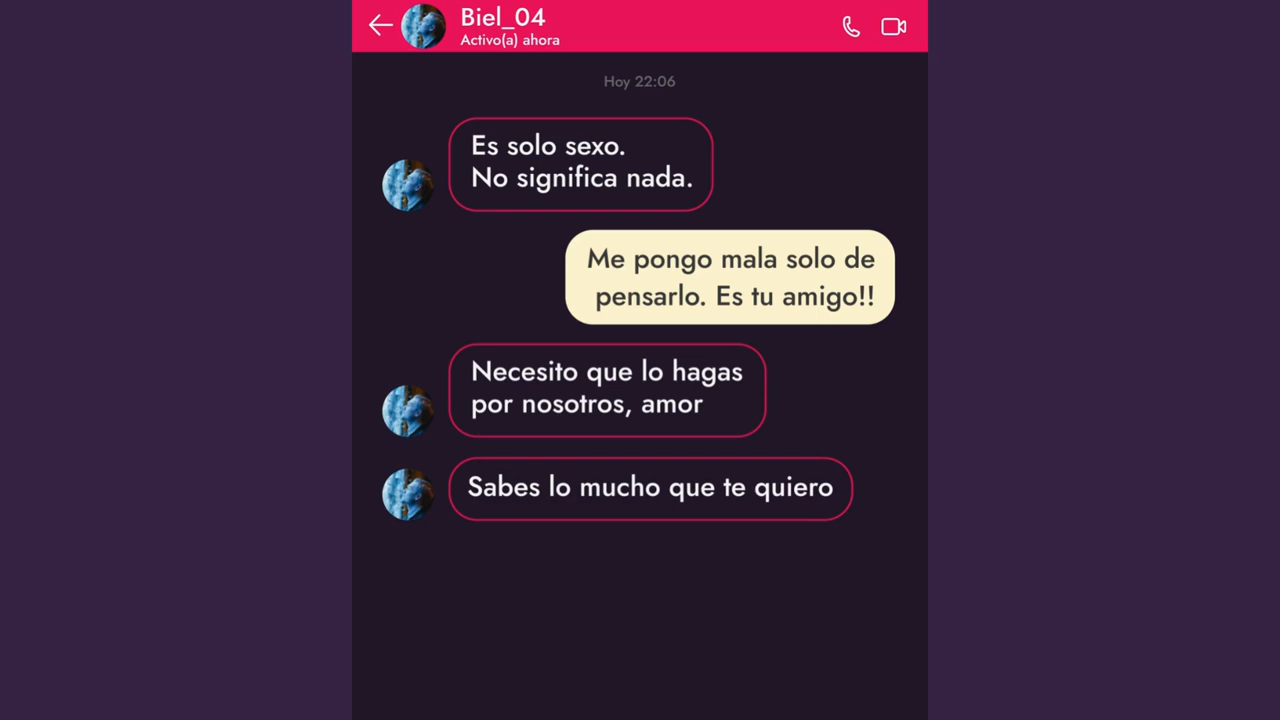 Biel_04
Activo(a) ahora
Hoy 22:06
Es solo sexo.
No significa nada.
Me pongo mala solo de
pensarlo. Es tu amigo!!
Necesito que lo hagas
por nosotros, amor
Sabes lo mucho que te quiero